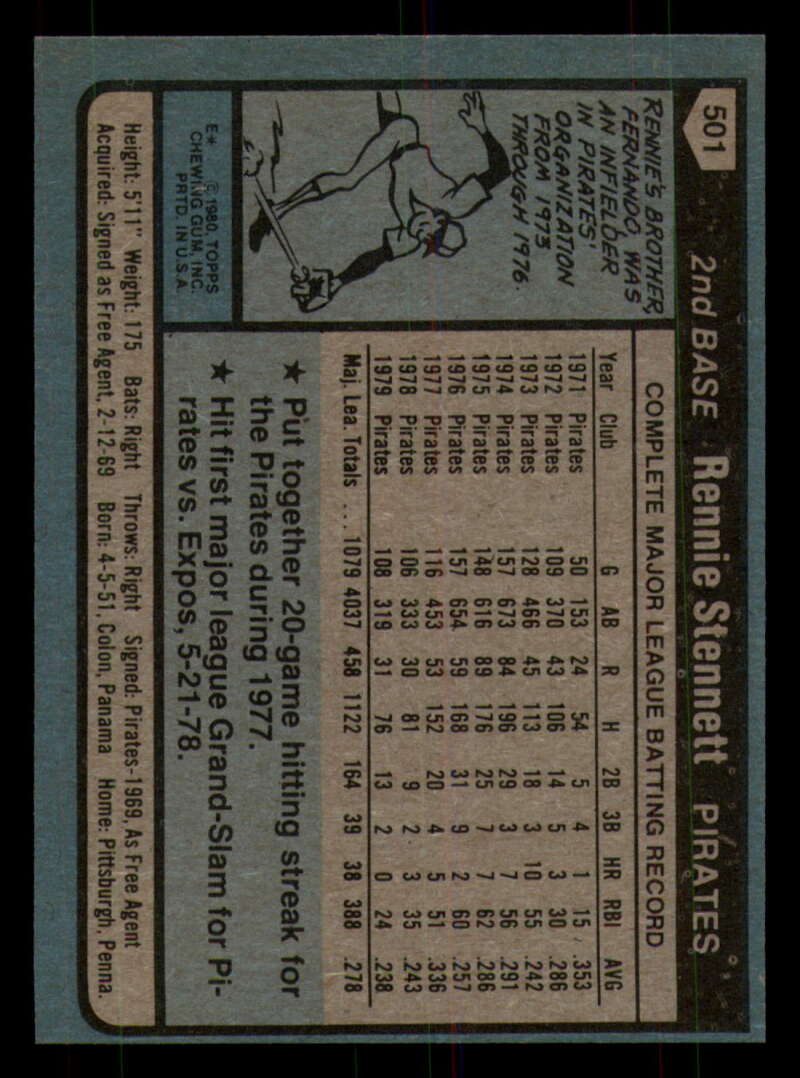 501
2nd BASE Rennie Stennett PIRATES
RENNIE'S BROTHER,
FERNANDO, WAS
AN INFIELDER
IN PIRATES'
ORGANIZATION
FROM 1973
THROUGH 1976.
E* © 1980 TOPPS
CHEWING GUM, INC.
PRTD. IN U.S.A.
COMPLETE MAJOR LEAGUE BATTING RECORD
Year Club G AB R H 2B 3B HR RBI AVG
1971 Pirates 50 153 24 54 5 4 1 15 .353
1972 Pirates 109 370 43 106 14 5 3 30 .286
1973 Pirates 128 466 45 113 18 3 10 55 .242
1974 Pirates 157 673 84 196 29 3 7 56 .291
1975 Pirates 148 616 89 176 25 7 7 62 .286
1976 Pirates 157 654 59 168 31 9 2 60 .257
1977 Pirates 116 453 53 152 20 4 5 51 .336
1978 Pirates 106 333 30 81 9 2 3 35 .243
1979 Pirates 108 319 31 76 13 2 0 24 .238
Maj. Lea. Totals ... 1079 4037 458 1122 164 39 38 388 .278
★ Put together 20-game hitting streak for
the Pirates during 1977.
★ Hit first major league Grand-Slam for Pi-
rates vs. Expos, 5-21-78.
Height: 5'11" Weight: 175 Bats: Right Throws: Right Signed: Pirates-1969, As Free Agent
Acquired: Signed as Free Agent, 2-12-69 Born: 4-5-51, Colon, Panama Home: Pittsburgh, Penna.